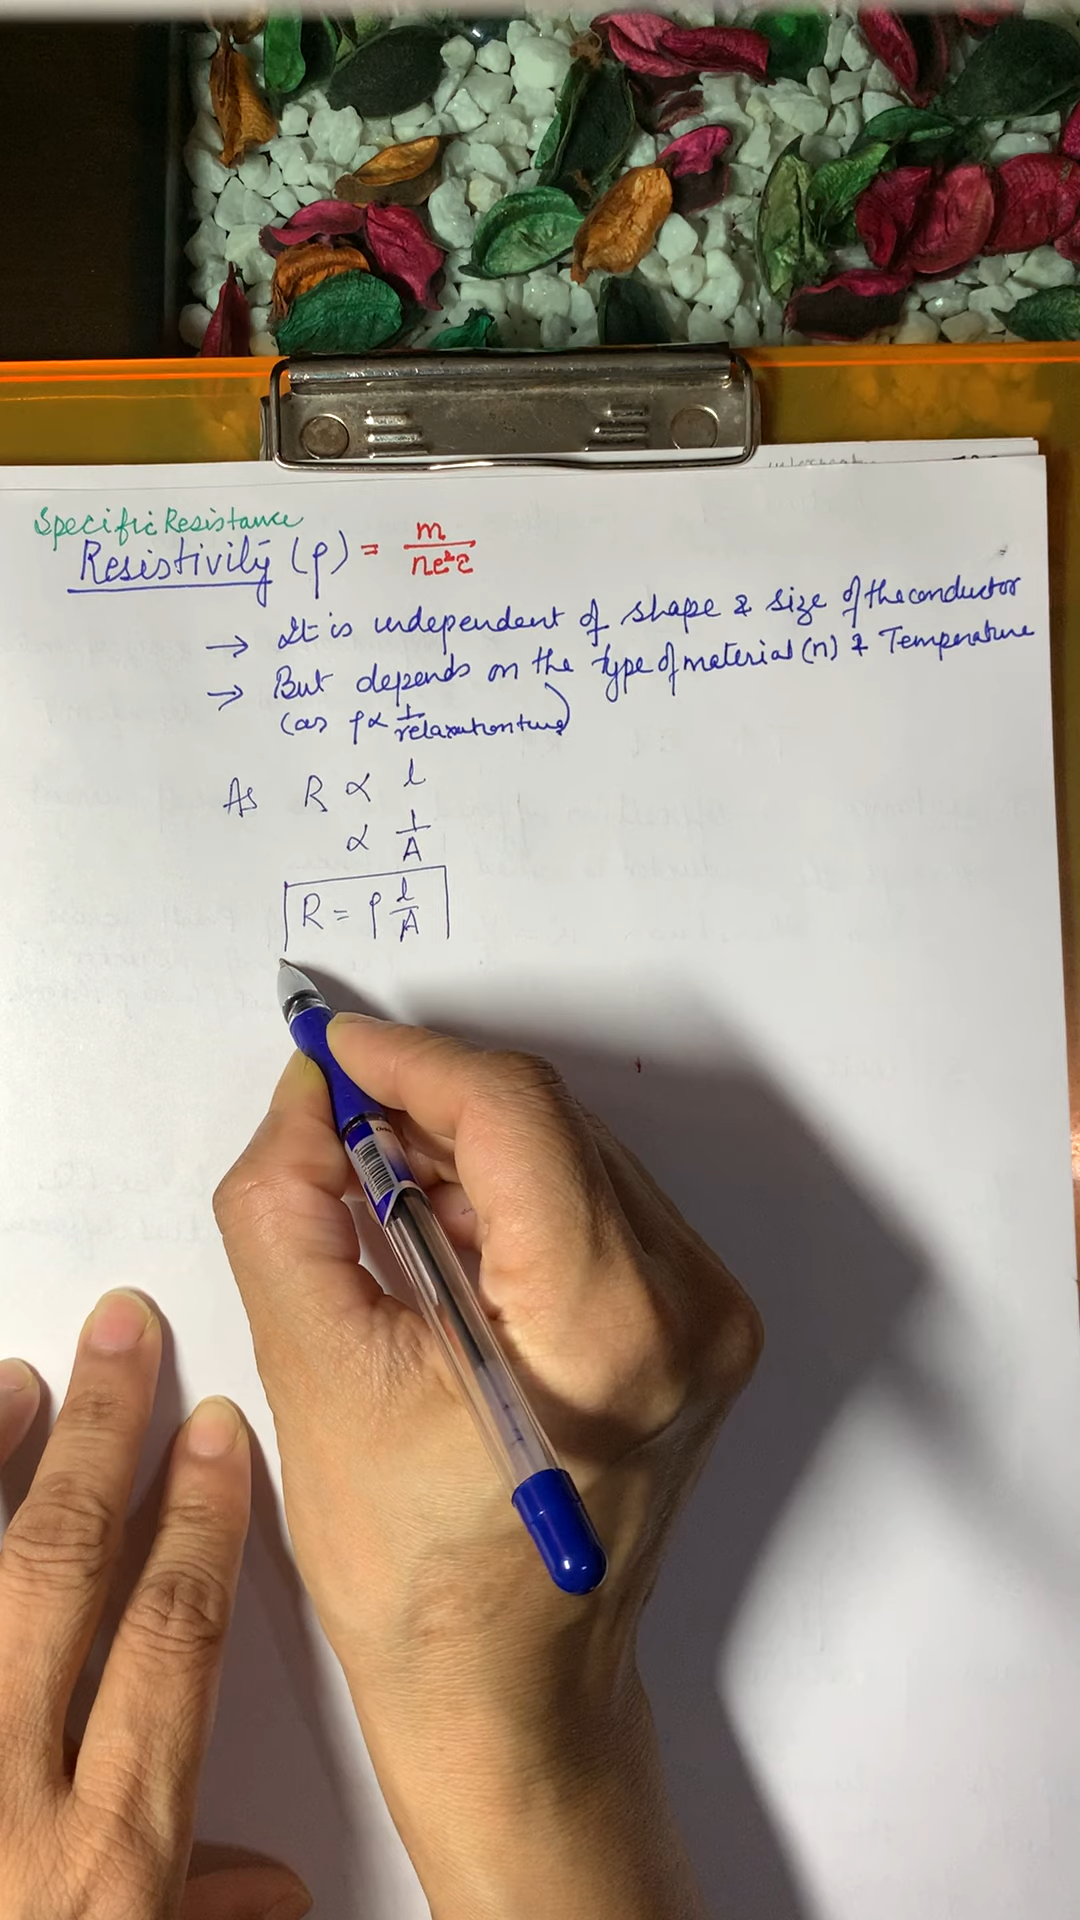 Specific Resistance
Resistivity (ρ) = m/ne²τ
→ It is independent of shape & size of the conductor
→ But depends on the type of material (n) & Temperature
(as ρ ∝ 1/relaxation time)
As R ∝ l
∝ 1/A
R = ρ l/A